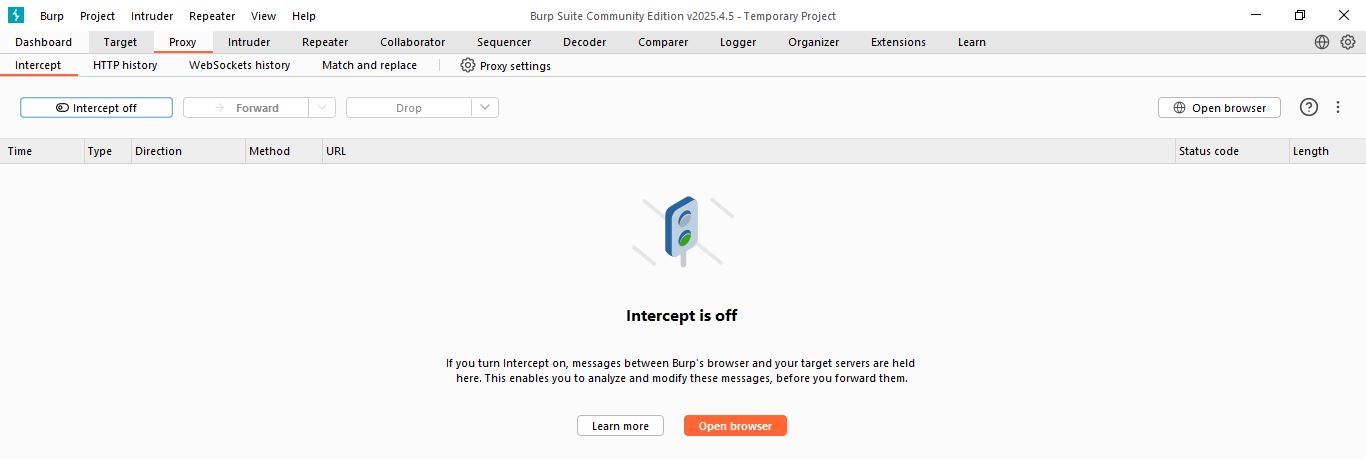 Burp Project Intruder Repeater View Help Burp Suite Community Edition v2025.4.5 - Temporary Project
Dashboard Target Proxy Intruder Repeater Collaborator Sequencer Decoder Comparer Logger Organizer Extensions Learn
Intercept HTTP history WebSockets history Match and replace Proxy settings
Intercept off Forward Drop Open browser
Time Type Direction Method URL Status code Length
Intercept is off
If you turn Intercept on, messages between Burp's browser and your target servers are held
here. This enables you to analyze and modify these messages, before you forward them.
Learn more Open browser